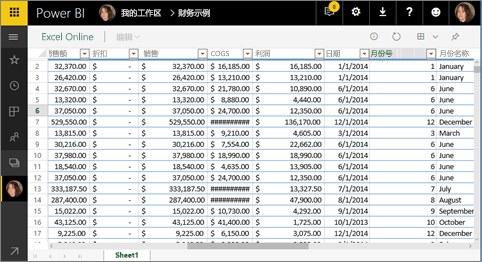 Power BI 我的工作区 > 财务示例
Excel Online 编辑
销售额 折扣 销售 COGS 利润 日期 月份号 月份名称
2 32,370.00 $ - $ 32,370.00 $ 16,185.00 $ 16,185.00 1/1/2014 1 January
3 26,420.00 $ - $ 26,420.00 $ 13,210.00 $ 13,210.00 1/1/2014 1 January
4 32,670.00 $ - $ 32,670.00 $ 21,780.00 $ 10,890.00 6/1/2014 6 June
5 13,320.00 $ - $ 13,320.00 $ 8,880.00 $ 4,440.00 6/1/2014 6 June
6 37,050.00 $ - $ 37,050.00 $ 24,700.00 $ 12,350.00 6/1/2014 6 June
7 529,550.00 $ - $ 529,550.00 ########## $ 136,170.00 12/1/2014 12 December
8 13,815.00 $ - $ 13,815.00 $ 9,210.00 $ 4,605.00 3/1/2014 3 March
9 30,216.00 $ - $ 30,216.00 $ 7,554.00 $ 22,662.00 6/1/2014 6 June
10 37,980.00 $ - $ 37,980.00 $ 18,990.00 $ 18,990.00 6/1/2014 6 June
11 18,540.00 $ - $ 18,540.00 $ 4,635.00 $ 13,905.00 6/1/2014 6 June
12 37,050.00 $ - $ 37,050.00 $ 24,700.00 $ 12,350.00 6/1/2014 6 June
13 333,187.50 $ - $ 333,187.50 ########## $ 13,327.50 7/1/2014 7 July
14 287,400.00 $ - $ 287,400.00 ########## $ 47,900.00 8/1/2014 8 August
15 15,022.00 $ - $ 15,022.00 $ 10,730.00 $ 4,292.00 9/1/2014 9 September
16 43,125.00 $ - $ 43,125.00 $ 41,400.00 $ 1,725.00 10/1/2013 10 October
17 9,225.00 $ - $ 9,225.00 $ 6,150.00 $ 3,075.00 12/1/2014 12 December
Sheet1